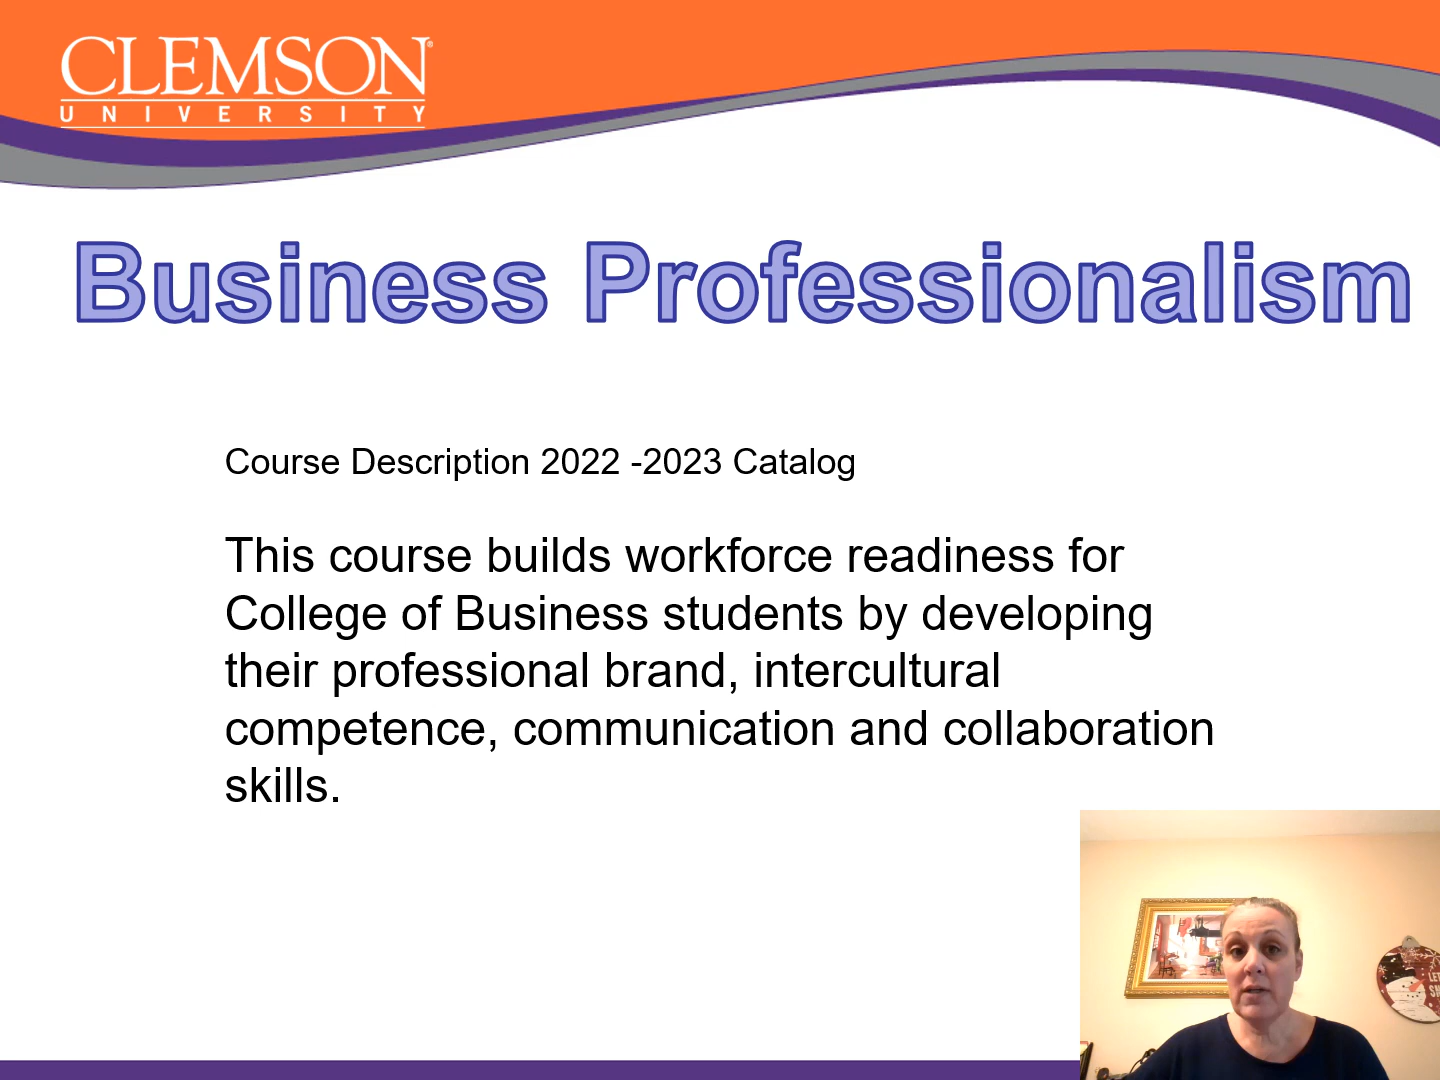 CLEMSON
UNIVERSITY
Business Professionalism
Course Description 2022 -2023 Catalog
This course builds workforce readiness for
College of Business students by developing
their professional brand, intercultural
competence, communication and collaboration
skills.